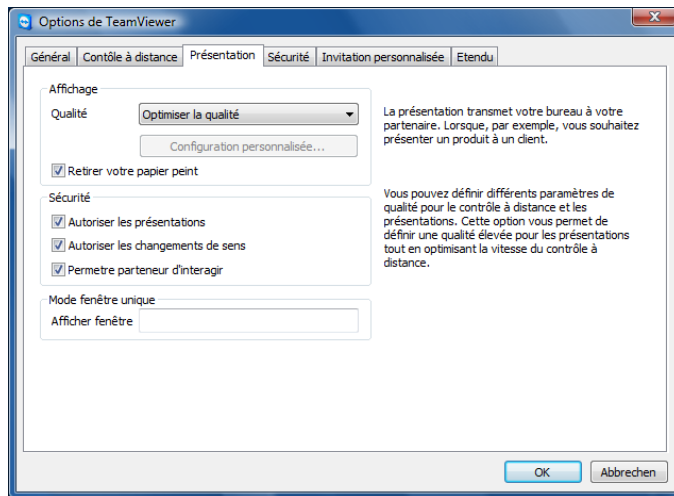 Options de TeamViewer
Général
Contôle à distance
Présentation
Sécurité
Invitation personnalisée
Etendu
Affichage
Qualité
Optimiser la qualité
Configuration personnalisée...
Retirer votre papier peint
La présentation transmet votre bureau à votre
partenaire. Lorsque, par exemple, vous souhaitez
présenter un produit à un client.
Sécurité
Autoriser les présentations
Autoriser les changements de sens
Permetre parteneur d'interagir
Vous pouvez définir différents paramètres de
qualité pour le contrôle à distance et les
présentations. Cette option vous permet de
définir une qualité élevée pour les présentations
tout en optimisant la vitesse du contrôle à
distance.
Mode fenêtre unique
Afficher fenêtre
OK
Abbrechen